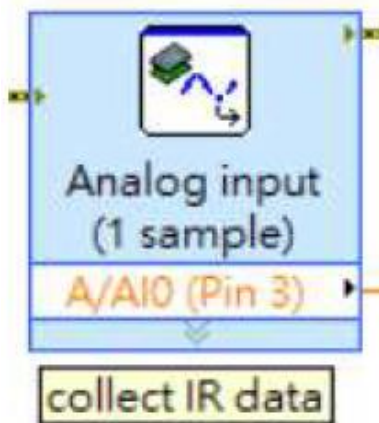 Analog input
(1 sample)
A/AI0 (Pin 3)
collect IR data